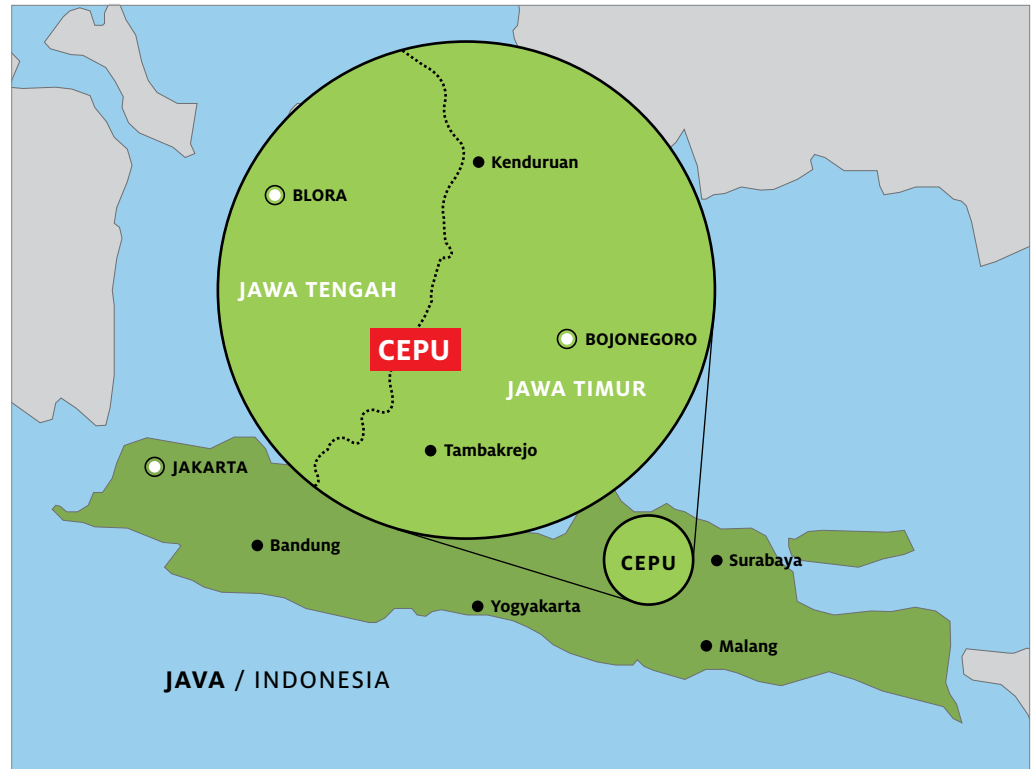 Kenduruan
BLORA
JAWA TENGAH
CEPU
BOJONEGORO
JAWA TIMUR
Tambakrejo
JAKARTA
Bandung
CEPU
Surabaya
Yogyakarta
Malang
JAVA / INDONESIA